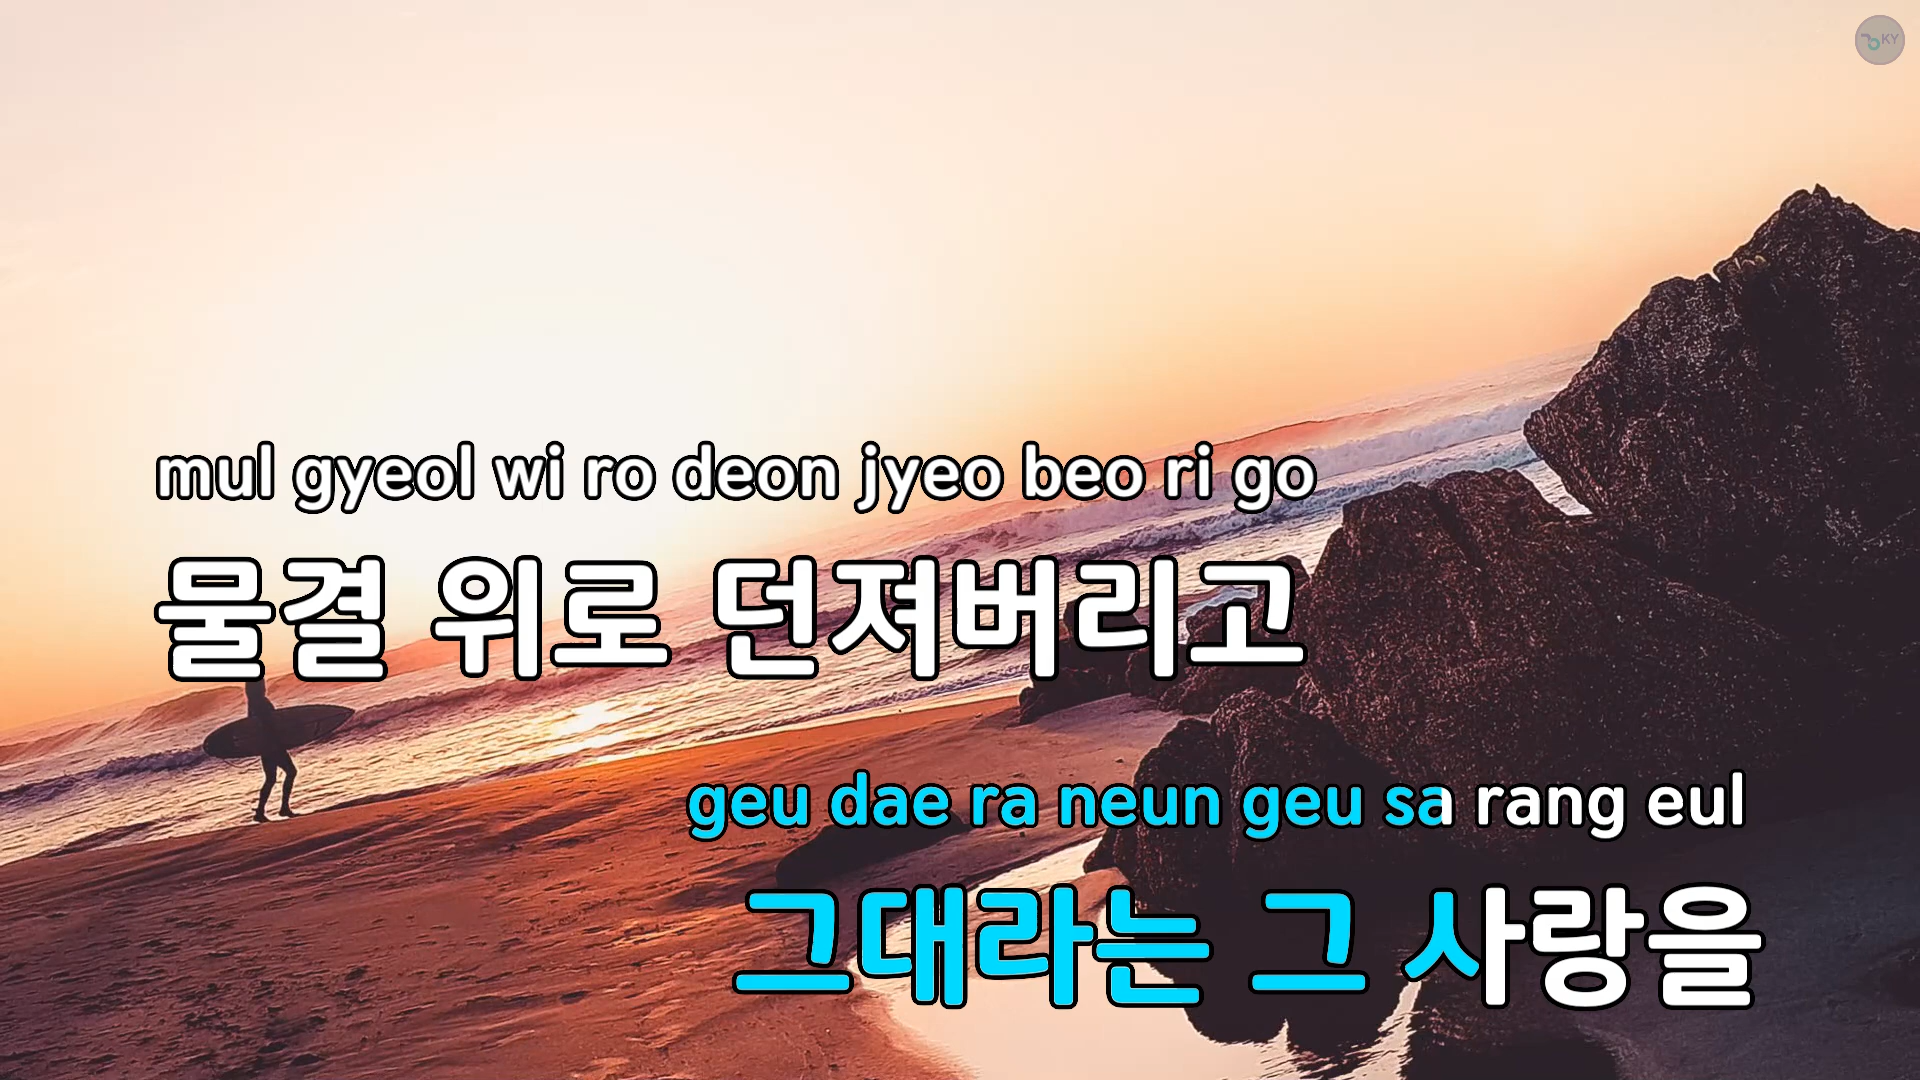 KY
mul gyeol wi ro deon jyeo beo ri go
물결 위로 던져버리고
geu dae ra neun geu sa rang eul
그대라는 그 사랑을